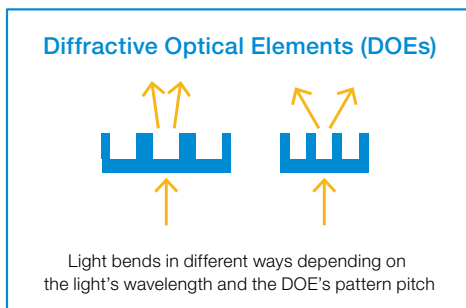 Diffractive Optical Elements (DOEs)
Light bends in different ways depending on
the light's wavelength and the DOE's pattern pitch